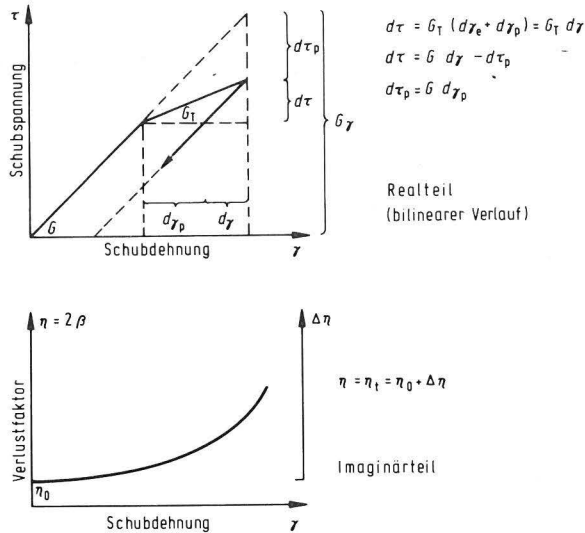 τ
Schubspannung
G
G_T
dτ_p
dτ
Gγ
dγ_p
dγ
Schubdehnung
γ
dτ = G_T (dγ_e + dγ_p) = G_T dγ
dτ = G dγ − dτ_p
dτ_p = G dγ_p
Realteil
(bilinearer Verlauf)
η = 2β
Verlustfaktor
η_0
Schubdehnung
γ
Δη
η = η_t = η_0 + Δη
Imaginärteil